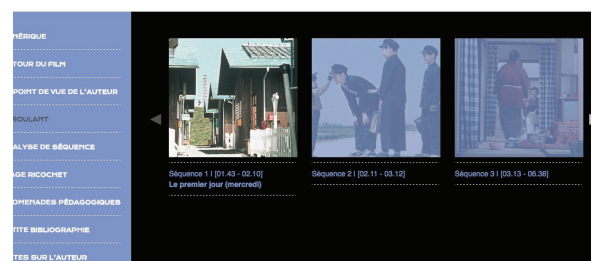 NÉRIQUE
TOUR DU FILM
POINT DE VUE DE L'AUTEUR
ROULANT
ALYSE DE SÉQUENCE
GE RICOCHET
OMENADES PÉDAGOGIQUES
TITE BIBLIOGRAPHIE
TES SUR L'AUTEUR
Séquence 1 I [01.43 - 02.10]
Le premier jour (mercredi)
Séquence 2 I [02.11 - 03.12]
Séquence 3 I [03.13 - 06.38]